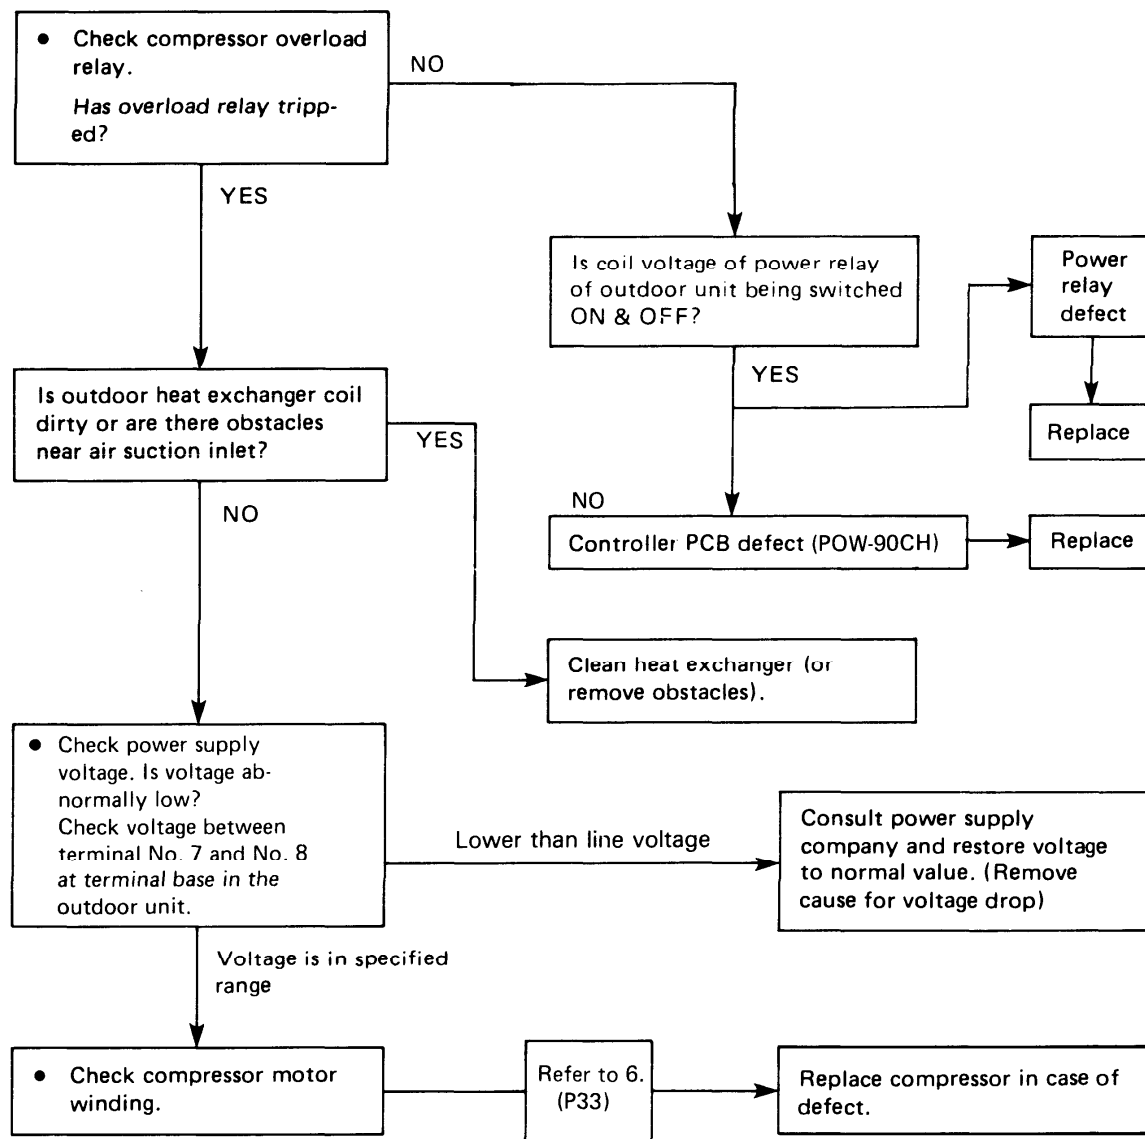 ● Check compressor overload
relay.
Has overload relay tripp-
ed?
NO
YES
Is coil voltage of power relay
of outdoor unit being switched
ON & OFF?
Power
relay
defect
YES
Replace
Is outdoor heat exchanger coil
dirty or are there obstacles
near air suction inlet?
YES
NO
NO
Controller PCB defect (POW-90CH)
Replace
Clean heat exchanger (or
remove obstacles).
● Check power supply
voltage. Is voltage ab-
normally low?
Check voltage between
terminal No. 7 and No. 8
at terminal base in the
outdoor unit.
Lower than line voltage
Consult power supply
company and restore voltage
to normal value. (Remove
cause for voltage drop)
Voltage is in specified
range
● Check compressor motor
winding.
Refer to 6.
(P33)
Replace compressor in case of
defect.